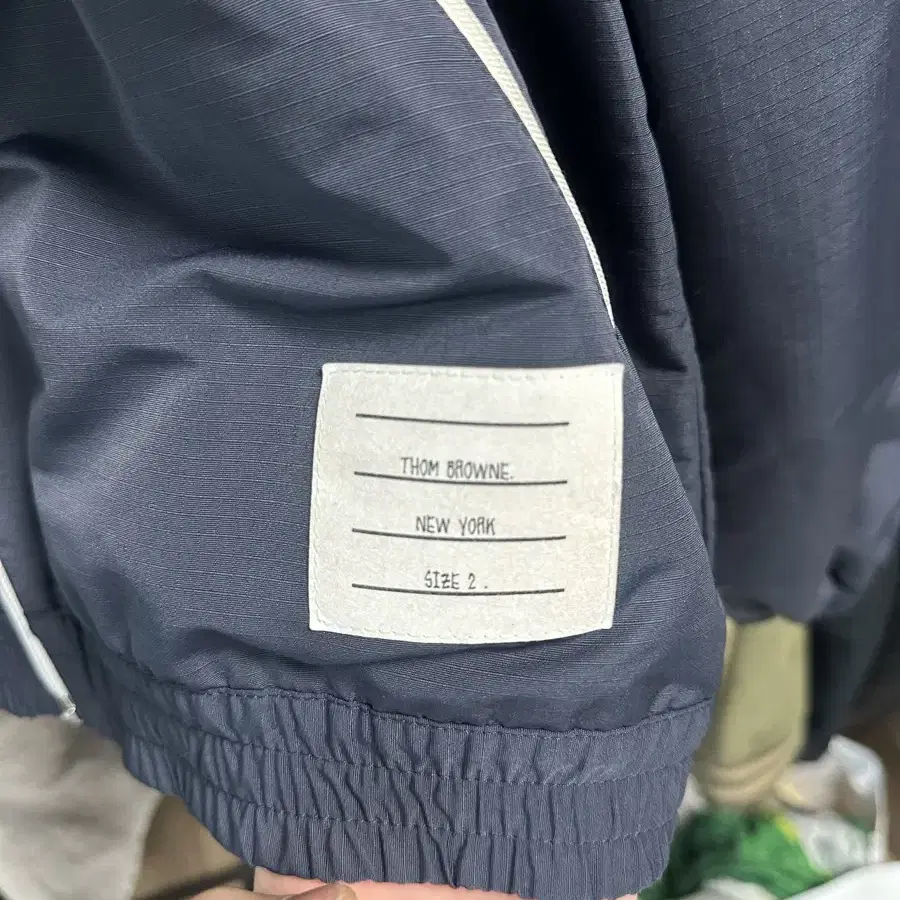 THOM BROWNE.
NEW YORK
SIZE 2 .